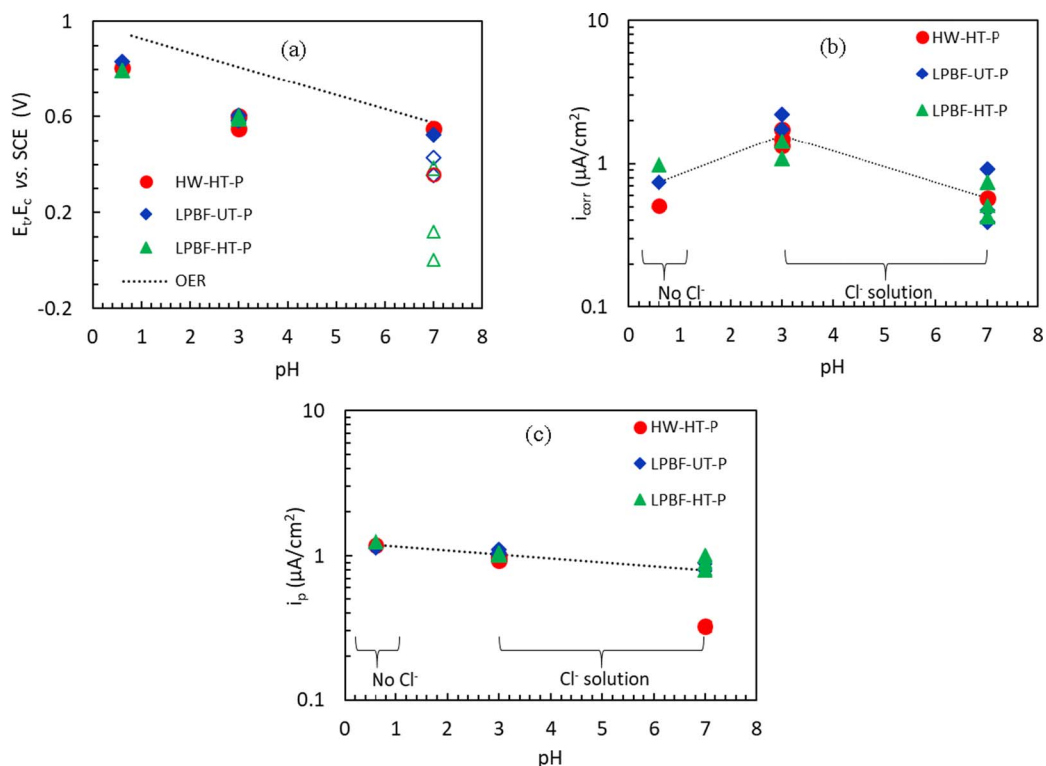 (a)
E_t,E_c vs. SCE (V)
1
0.6
0.2
-0.2
HW-HT-P
LPBF-UT-P
LPBF-HT-P
OER
0 1 2 3 4 5 6 7 8
pH
(b)
i_corr (µA/cm²)
10
1
0.1
HW-HT-P
LPBF-UT-P
LPBF-HT-P
No Cl⁻
Cl⁻ solution
0 1 2 3 4 5 6 7 8
pH
(c)
i_p (µA/cm²)
10
1
0.1
HW-HT-P
LPBF-UT-P
LPBF-HT-P
No Cl⁻
Cl⁻ solution
0 1 2 3 4 5 6 7 8
pH